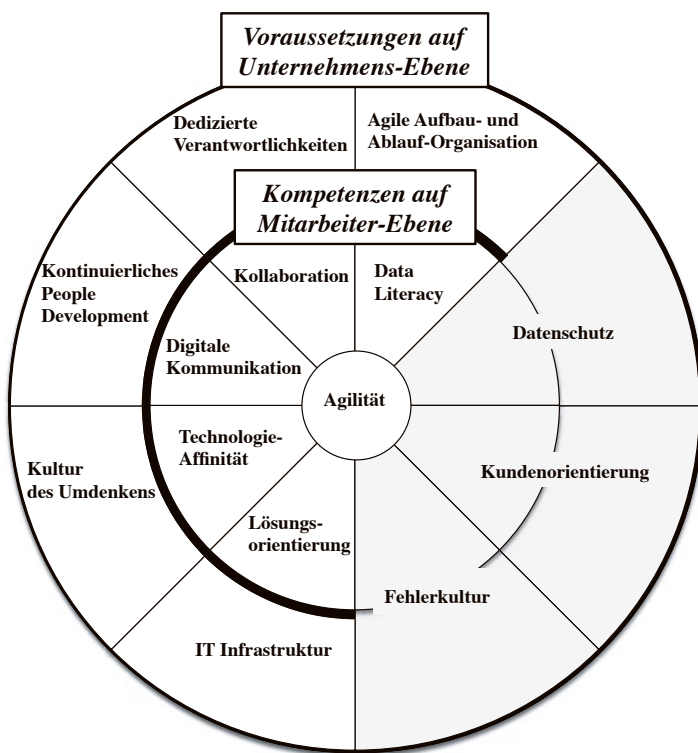 Voraussetzungen auf
Unternehmens-Ebene
Dedizierte
Verantwortlichkeiten
Agile Aufbau- und
Ablauf-Organisation
Kompetenzen auf
Mitarbeiter-Ebene
Kontinuierliches
People
Development
Kollaboration
Data
Literacy
Datenschutz
Digitale
Kommunikation
Agilität
Technologie-
Affinität
Kultur
des Umdenkens
Kundenorientierung
Lösungs-
orientierung
Fehlerkultur
IT Infrastruktur